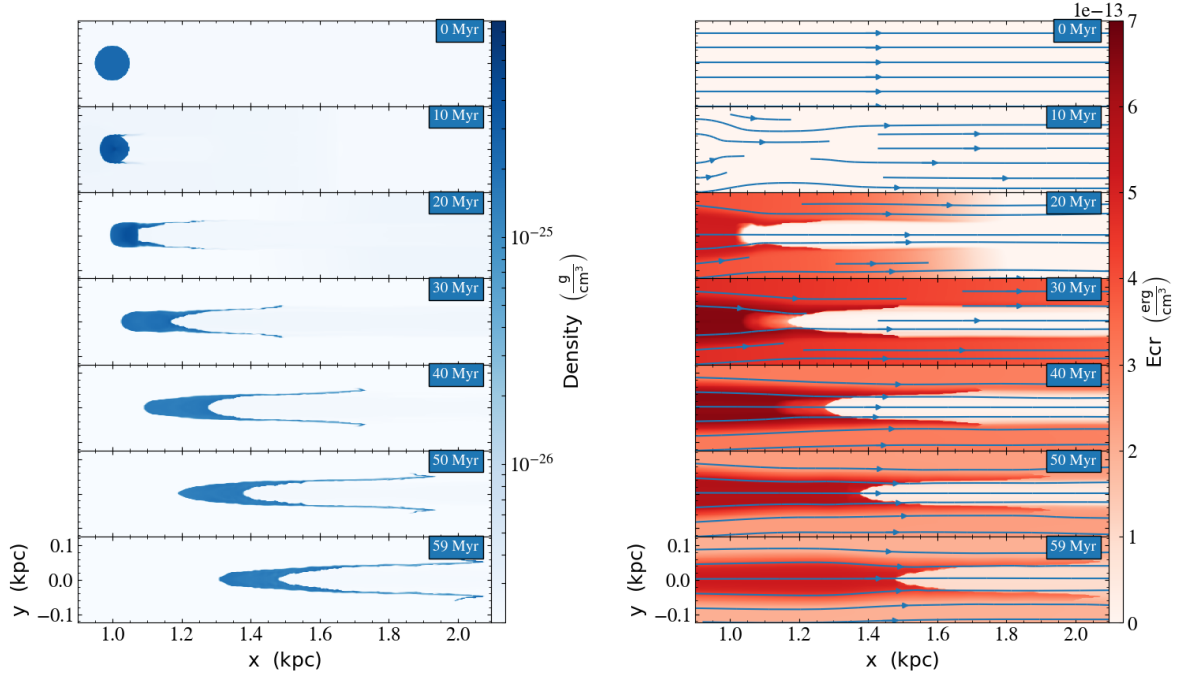 0 Myr
10 Myr
20 Myr
30 Myr
40 Myr
50 Myr
59 Myr
0.1
0.0
−0.1
y (kpc)
1.0 1.2 1.4 1.6 1.8 2.0
x (kpc)
10−25
10−26
Density (g/cm3)
1e−13
0 Myr
10 Myr
20 Myr
30 Myr
40 Myr
50 Myr
59 Myr
0.1
0.0
−0.1
y (kpc)
1.0 1.2 1.4 1.6 1.8 2.0
x (kpc)
7
6
5
4
3
2
1
0
Ecr (erg/cm3)